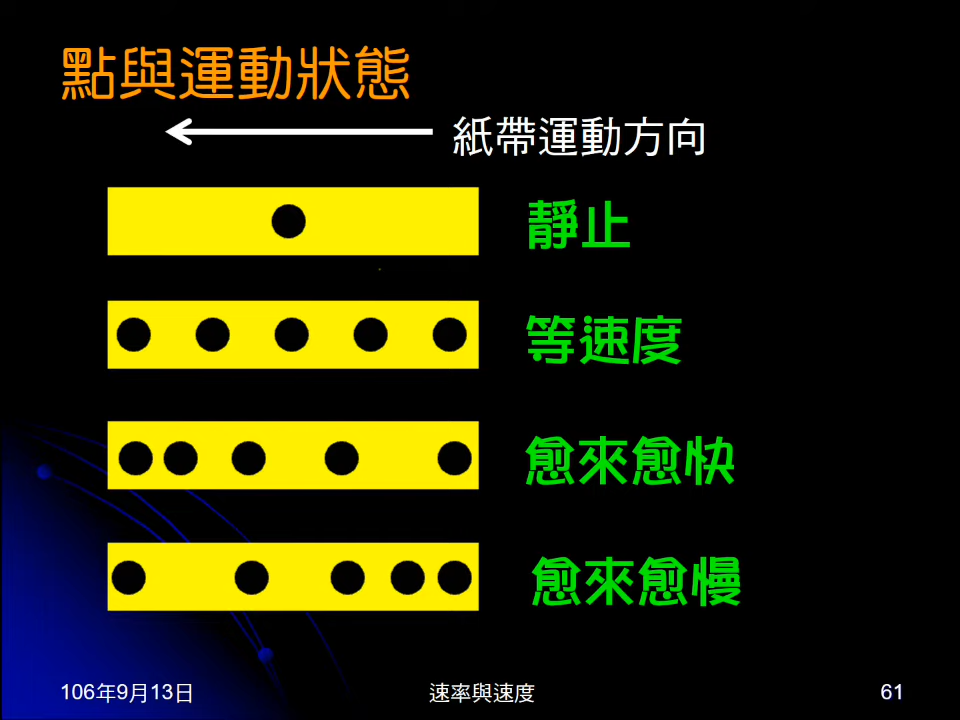 點與運動狀態
紙帶運動方向
靜止
等速度
愈來愈快
愈來愈慢
106年9月13日
速率與速度
61